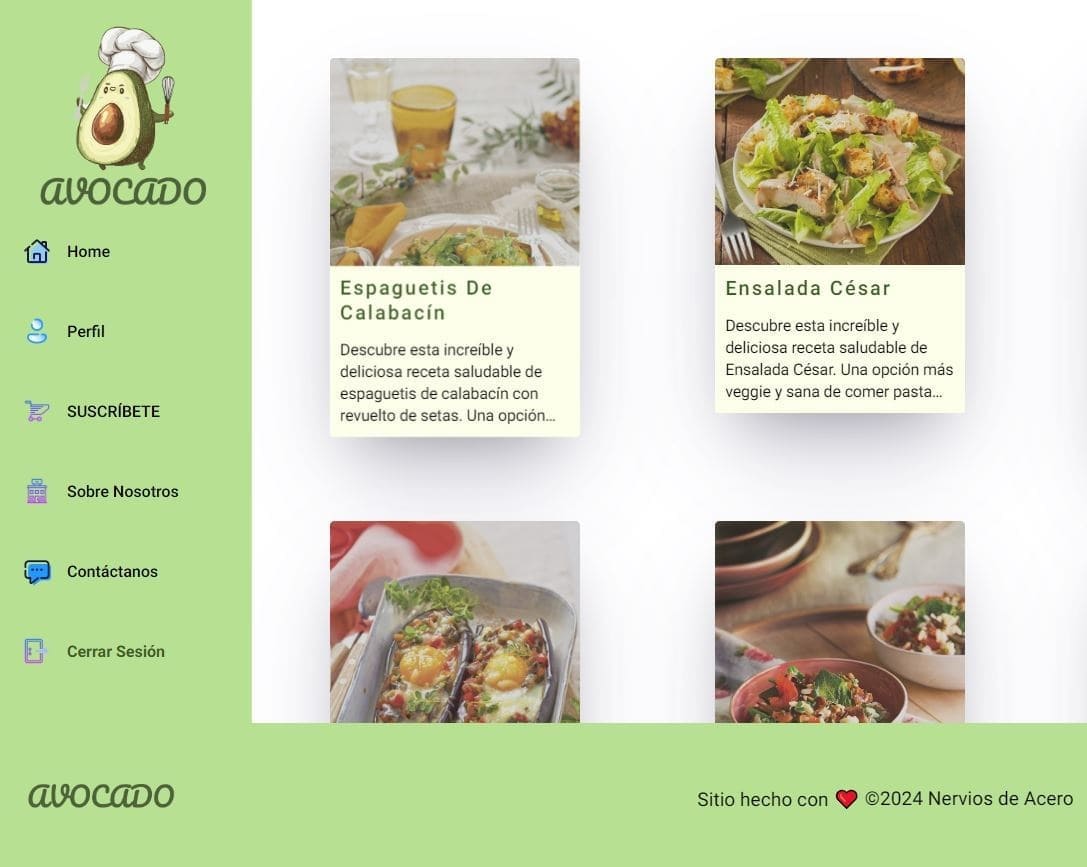 AVOCADO
Home
Perfil
SUSCRÍBETE
Sobre Nosotros
Contáctanos
Cerrar Sesión
Espaguetis De
Calabacín
Descubre esta increíble y
deliciosa receta saludable de
espaguetis de calabacín con
revuelto de setas. Una opción...
Ensalada César
Descubre esta increíble y
deliciosa receta saludable de
Ensalada César. Una opción más
veggie y sana de comer pasta...
AVOCADO
Sitio hecho con ❤️ ©2024 Nervios de Acero